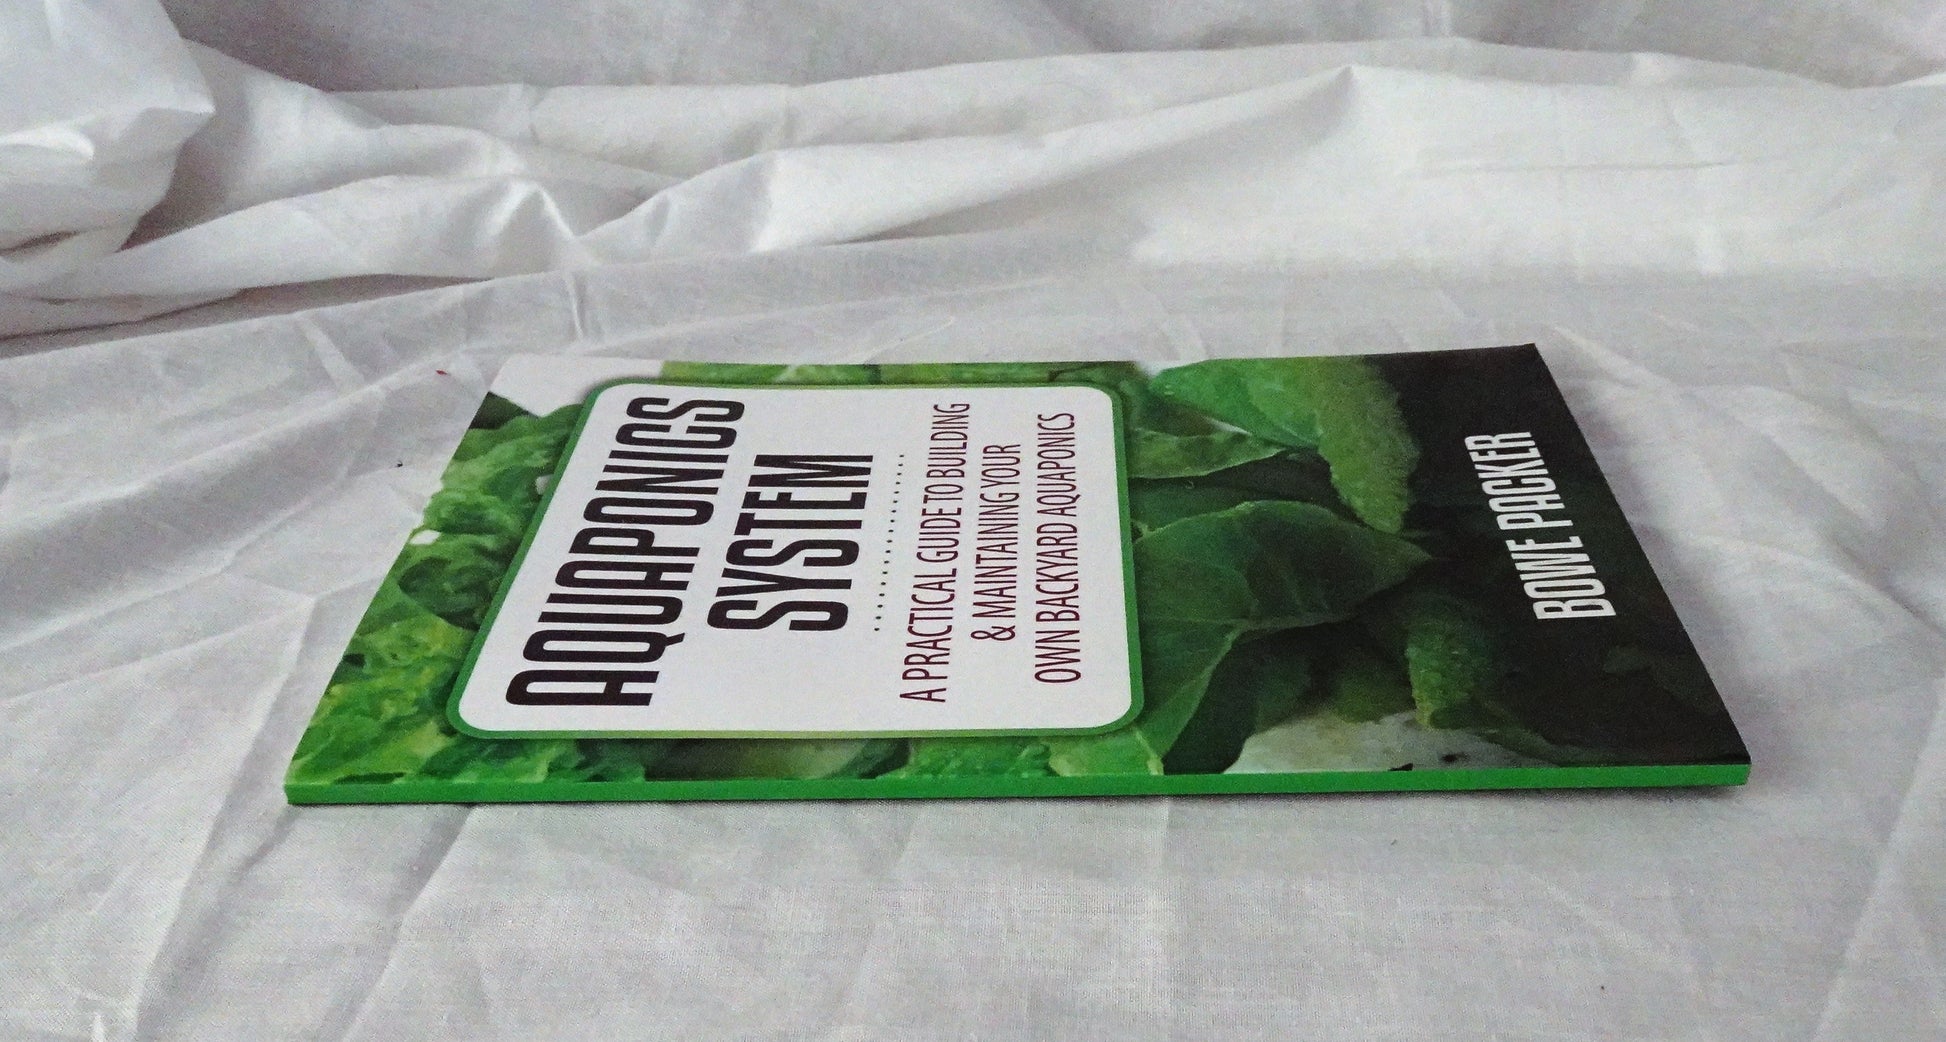 AQUAPONICS
SYSTEM
A PRACTICAL GUIDE TO BUILDING
& MAINTAINING YOUR
OWN BACKYARD AQUAPONICS
BOWE PACKER